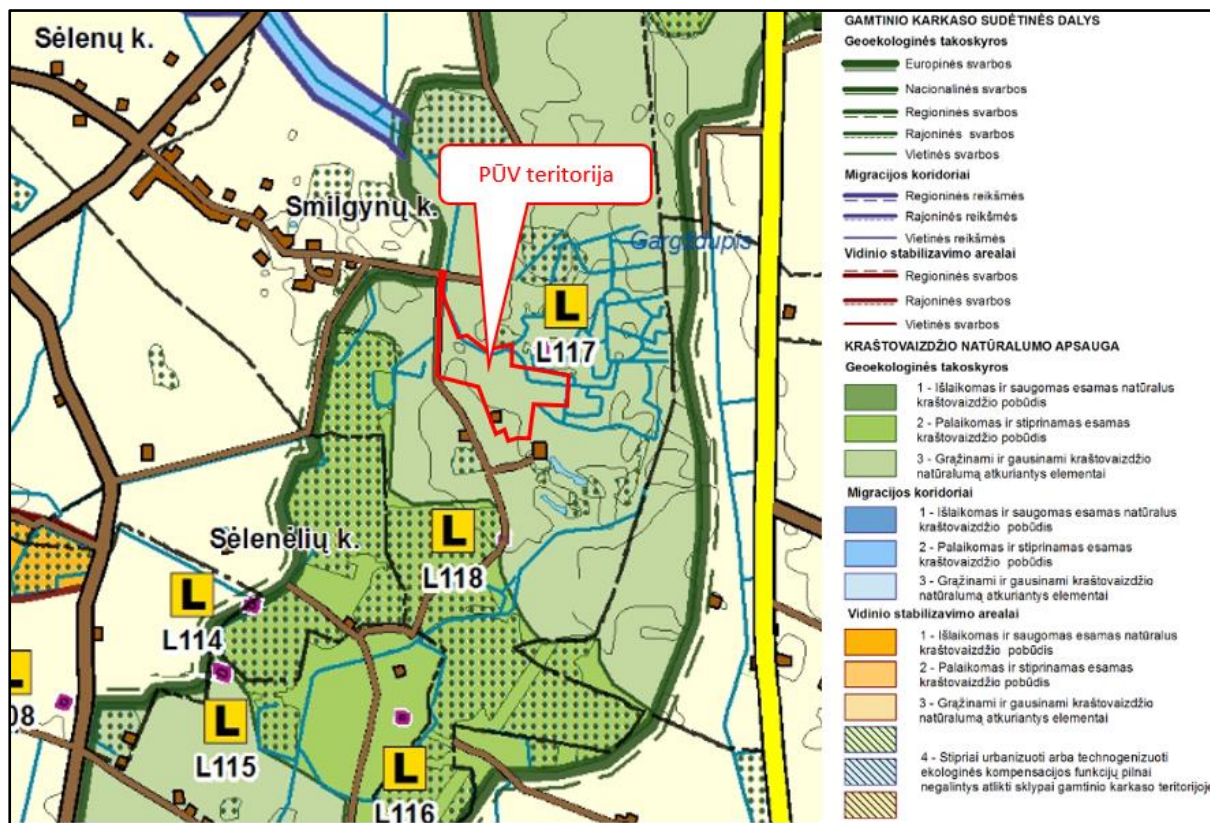 Sėlenų k.
PŪV teritorija
Smilgynų k.
Gargždupis
L
L117
Sėlenėlių k.
L
L118
L
L114
L
08
L
L115
L
L116
GAMTINIO KARKASO SUDĖTINĖS DALYS
Geoekologinės takoskyros
Europinės svarbos
Nacionalinės svarbos
Regioninės svarbos
Rajoninės svarbos
Vietinės svarbos
Migracijos koridoriai
Regioninės reikšmės
Rajoninės reikšmės
Vietinės reikšmės
Vidinio stabilizavimo arealai
Regioninės svarbos
Rajoninės svarbos
Vietinės svarbos
KRAŠTOVAIZDŽIO NATŪRALUMO APSAUGA
Geoekologinės takoskyros
1 - Išlaikomas ir saugomas esamas natūralus
kraštovaizdžio pobūdis
2 - Palaikomas ir stiprinamas esamas
kraštovaizdžio pobūdis
3 - Grąžinami ir gausinami kraštovaizdžio
natūralumą atkuriantys elementai
Migracijos koridoriai
1 - Išlaikomas ir saugomas esamas natūralus
kraštovaizdžio pobūdis
2 - Palaikomas ir stiprinamas esamas
kraštovaizdžio pobūdis
3 - Grąžinami ir gausinami kraštovaizdžio
natūralumą atkuriantys elementai
Vidinio stabilizavimo arealai
1 - Išlaikomas ir saugomas esamas natūralus
kraštovaizdžio pobūdis
2 - Palaikomas ir stiprinamas esamas
kraštovaizdžio pobūdis
3 - Grąžinami ir gausinami kraštovaizdžio
natūralumą atkuriantys elementai
4 - Stipriai urbanizuoti arba technogenizuoti
ekologinės kompensacijos funkcijų pilnai
negalintys atlikti sklypai gamtinio karkaso teritorijoje